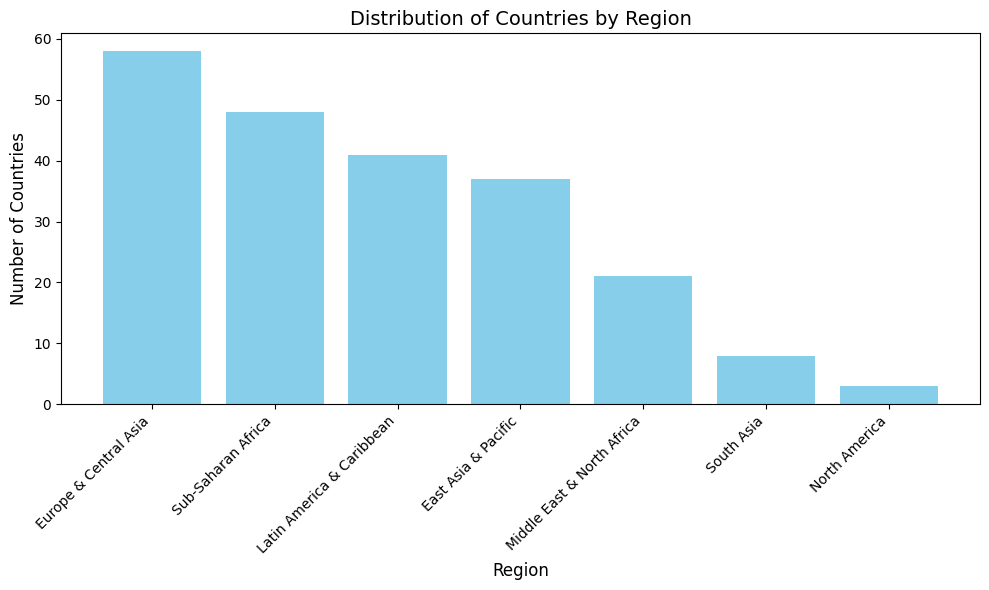 Distribution of Countries by Region
Number of Countries
60
50
40
30
20
10
0
Europe & Central Asia
Sub-Saharan Africa
Latin America & Caribbean
East Asia & Pacific
Middle East & North Africa
South Asia
North America
Region